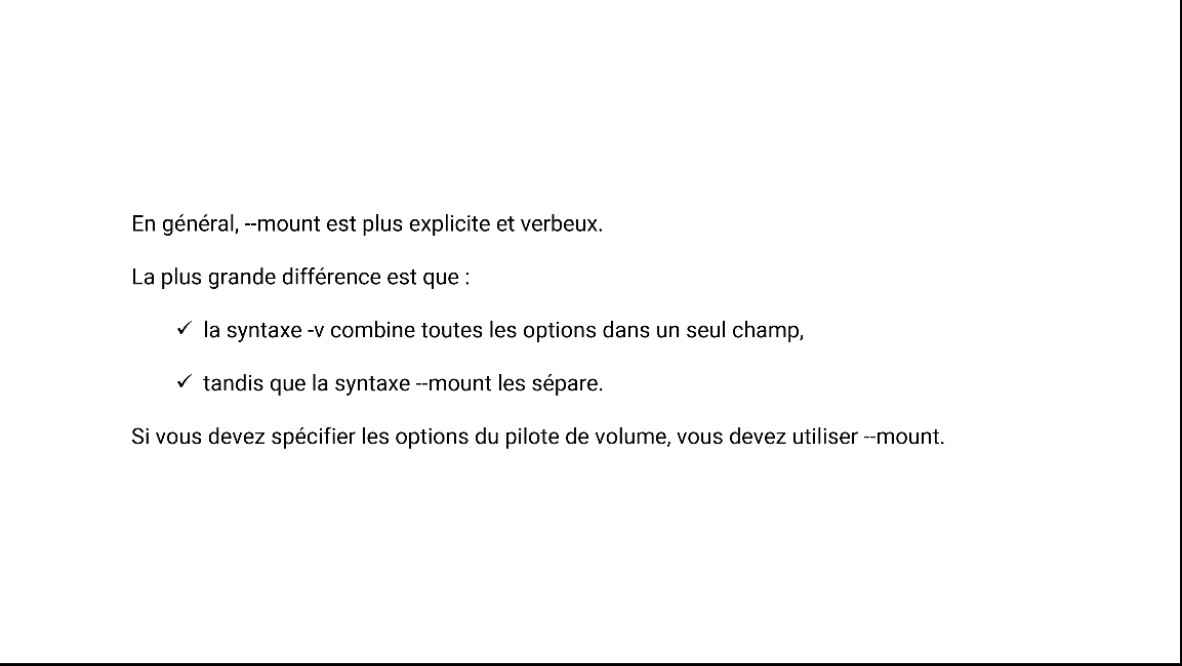 En général, --mount est plus explicite et verbeux.
La plus grande différence est que :
✓ la syntaxe -v combine toutes les options dans un seul champ,
✓ tandis que la syntaxe --mount les sépare.
Si vous devez spécifier les options du pilote de volume, vous devez utiliser --mount.